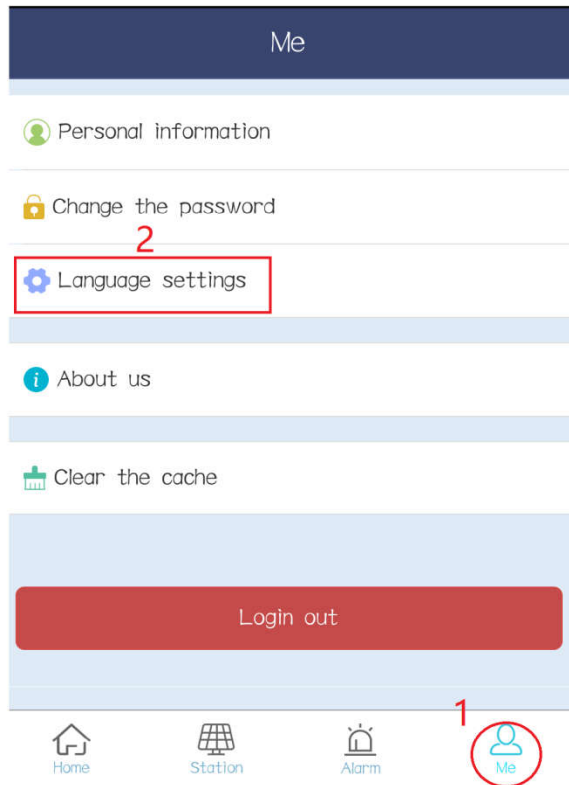 Me
Personal information
Change the password
2
Language settings
About us
Clear the cache
Login out
1
Home Station Alarm Me